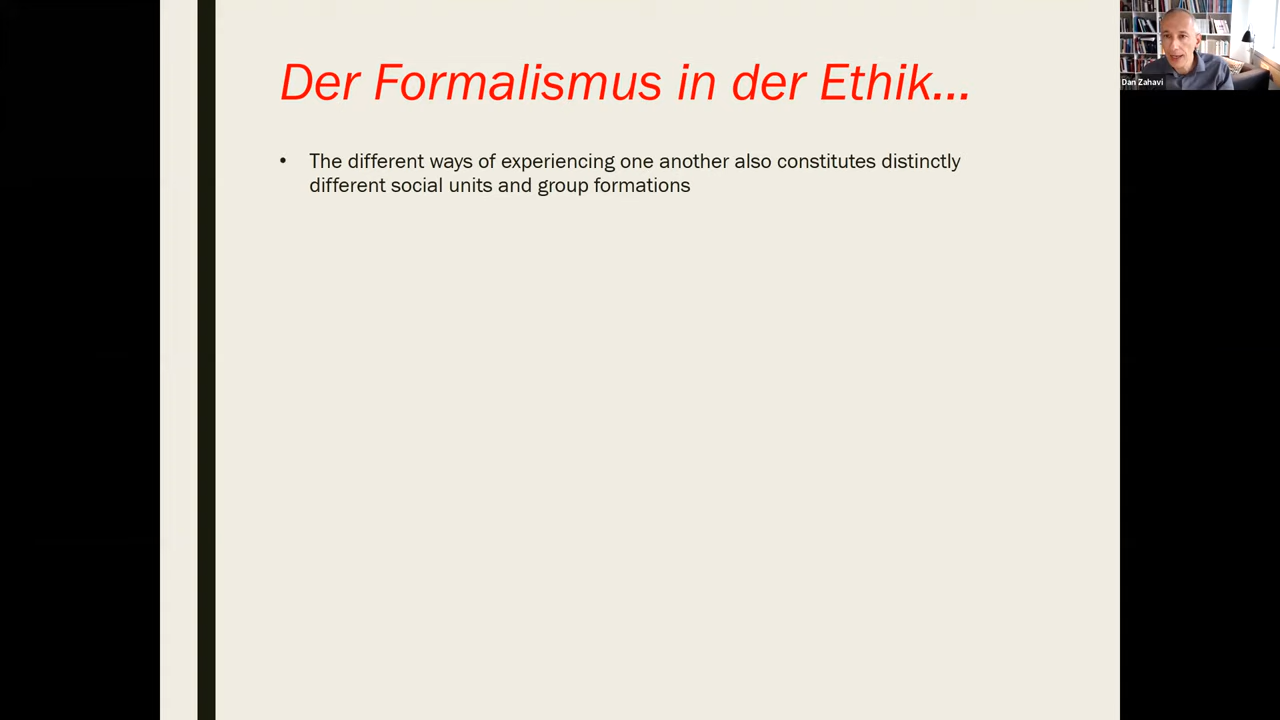 Der Formalismus in der Ethik...
• The different ways of experiencing one another also constitutes distinctly
different social units and group formations
Dan Zahavi